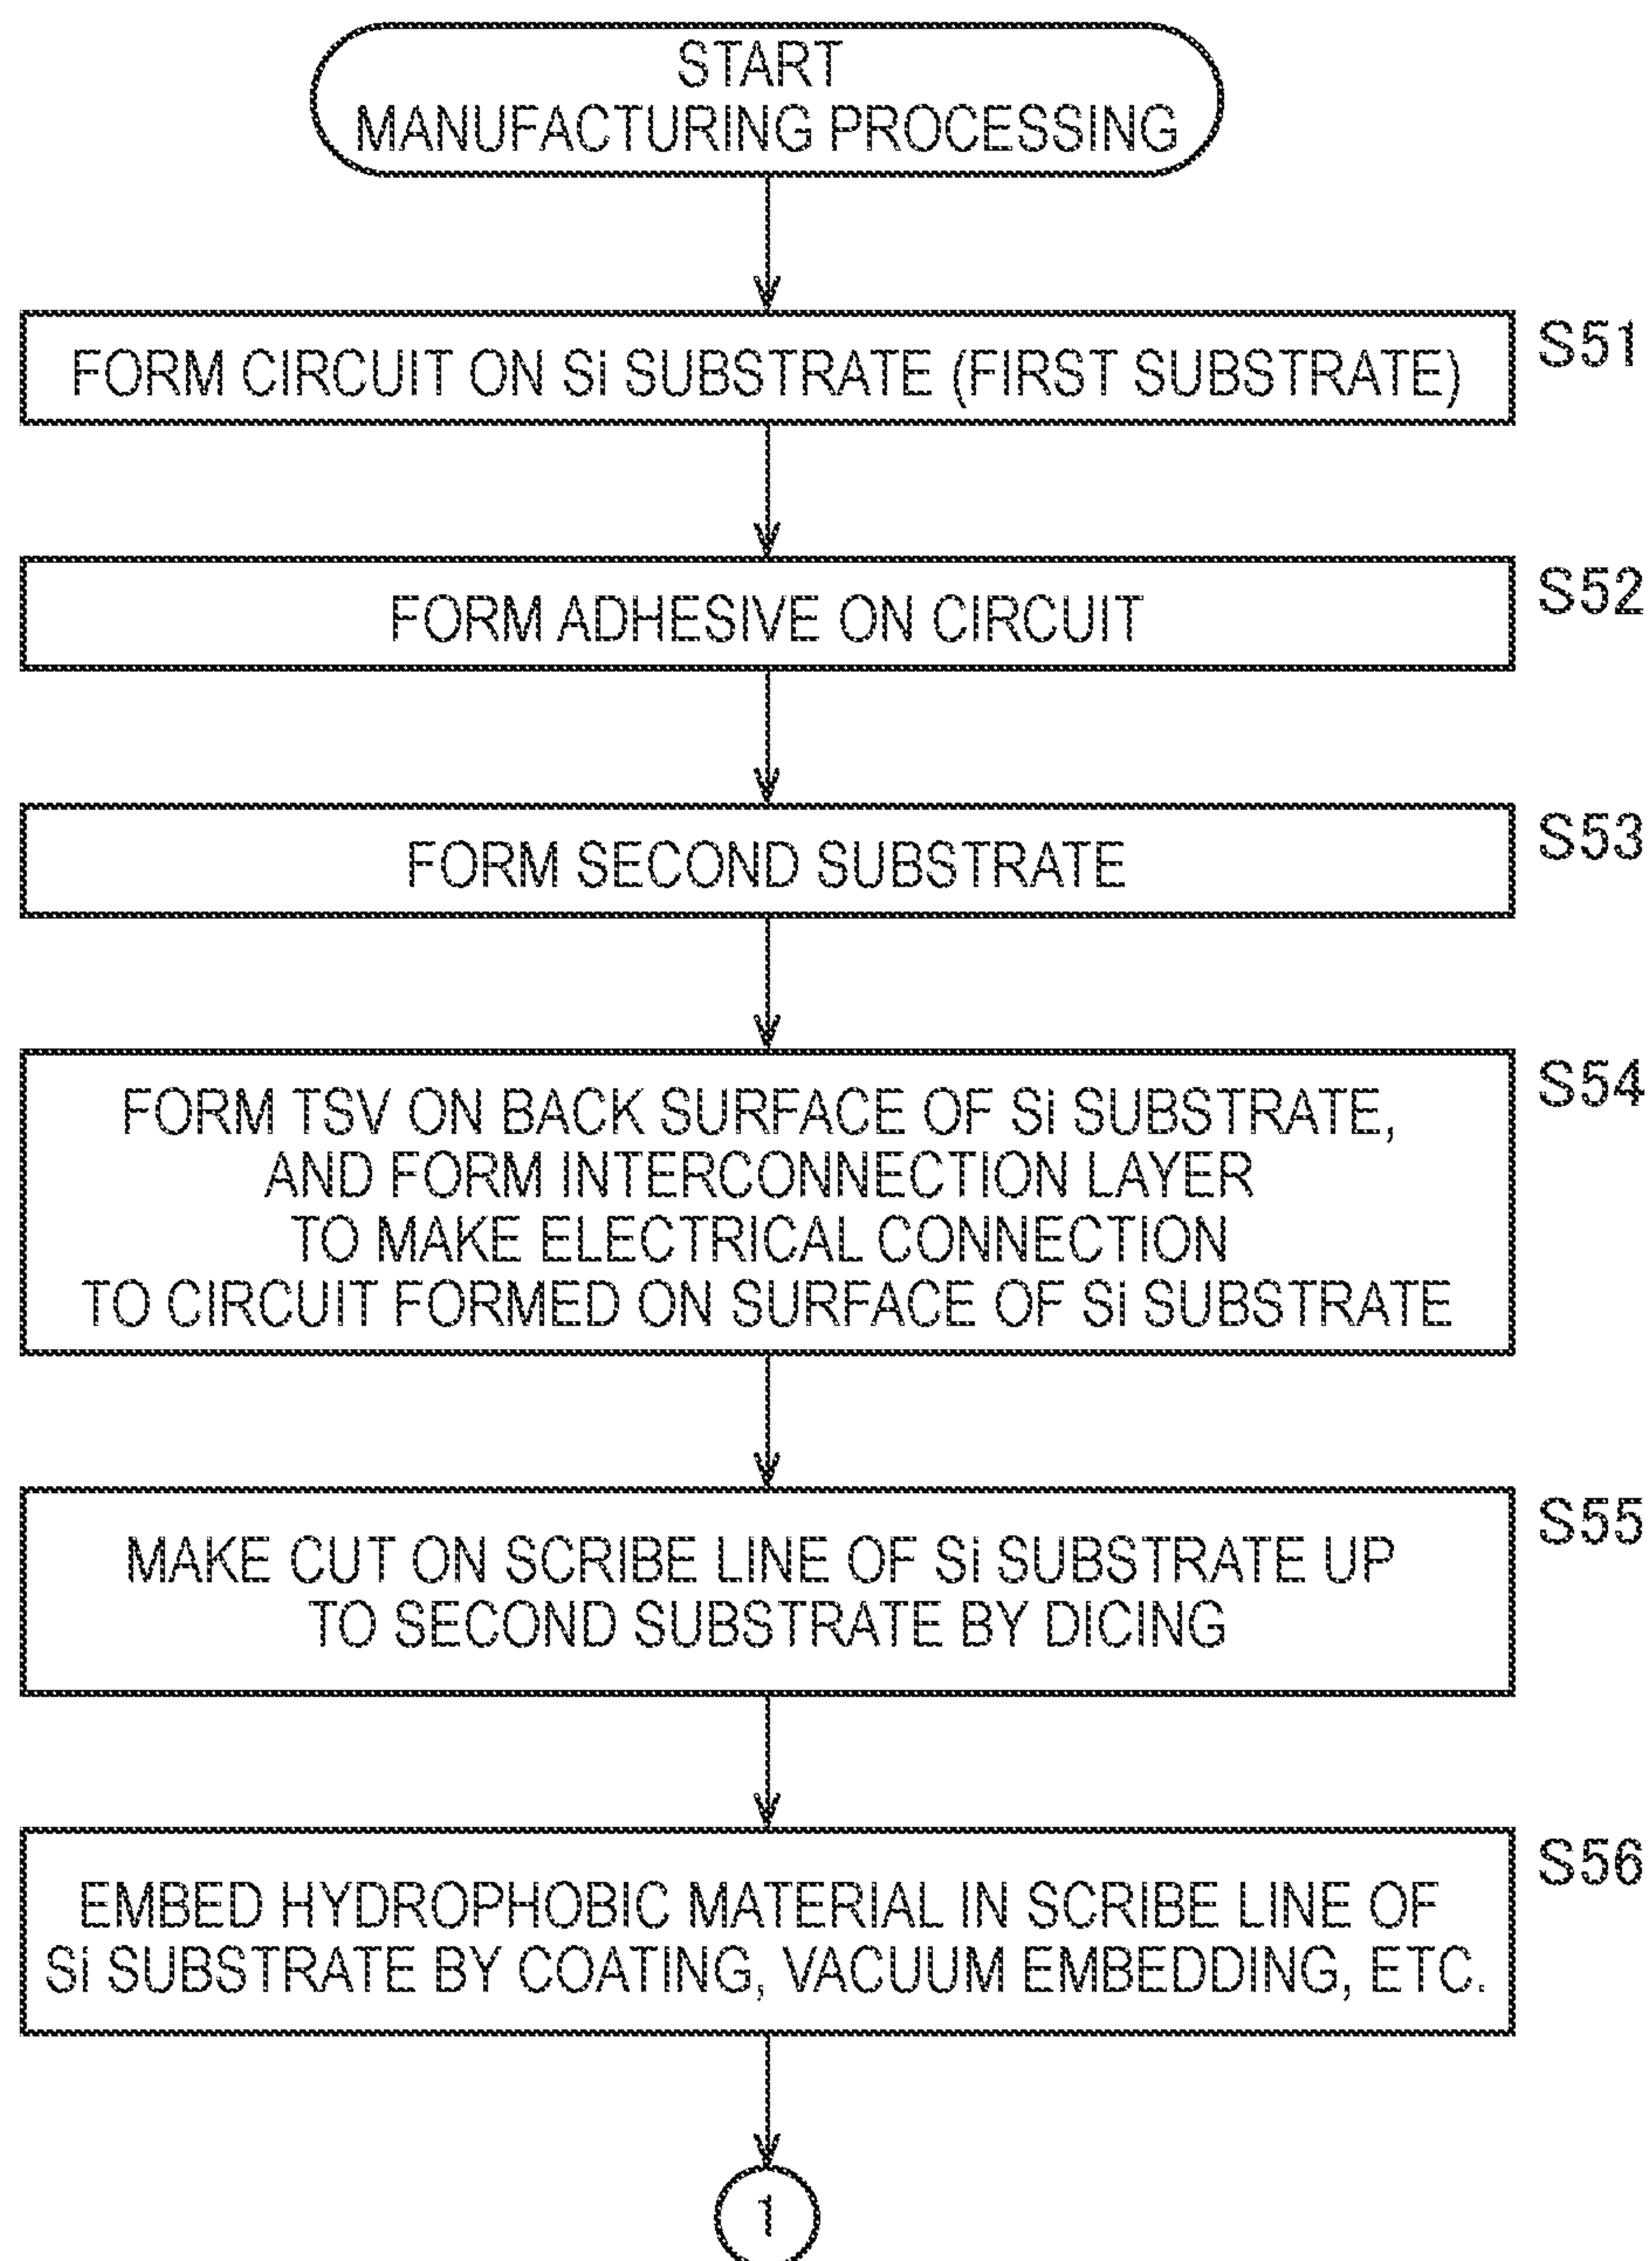 START
MANUFACTURING PROCESSING
FORM CIRCUIT ON Si SUBSTRATE (FIRST SUBSTRATE)
S51
FORM ADHESIVE ON CIRCUIT
S52
FORM SECOND SUBSTRATE
S53
FORM TSV ON BACK SURFACE OF Si SUBSTRATE,
AND FORM INTERCONNECTION LAYER
TO MAKE ELECTRICAL CONNECTION
TO CIRCUIT FORMED ON SURFACE OF Si SUBSTRATE
S54
MAKE CUT ON SCRIBE LINE OF Si SUBSTRATE UP
TO SECOND SUBSTRATE BY DICING
S55
EMBED HYDROPHOBIC MATERIAL IN SCRIBE LINE OF
Si SUBSTRATE BY COATING, VACUUM EMBEDDING, ETC.
S56
1